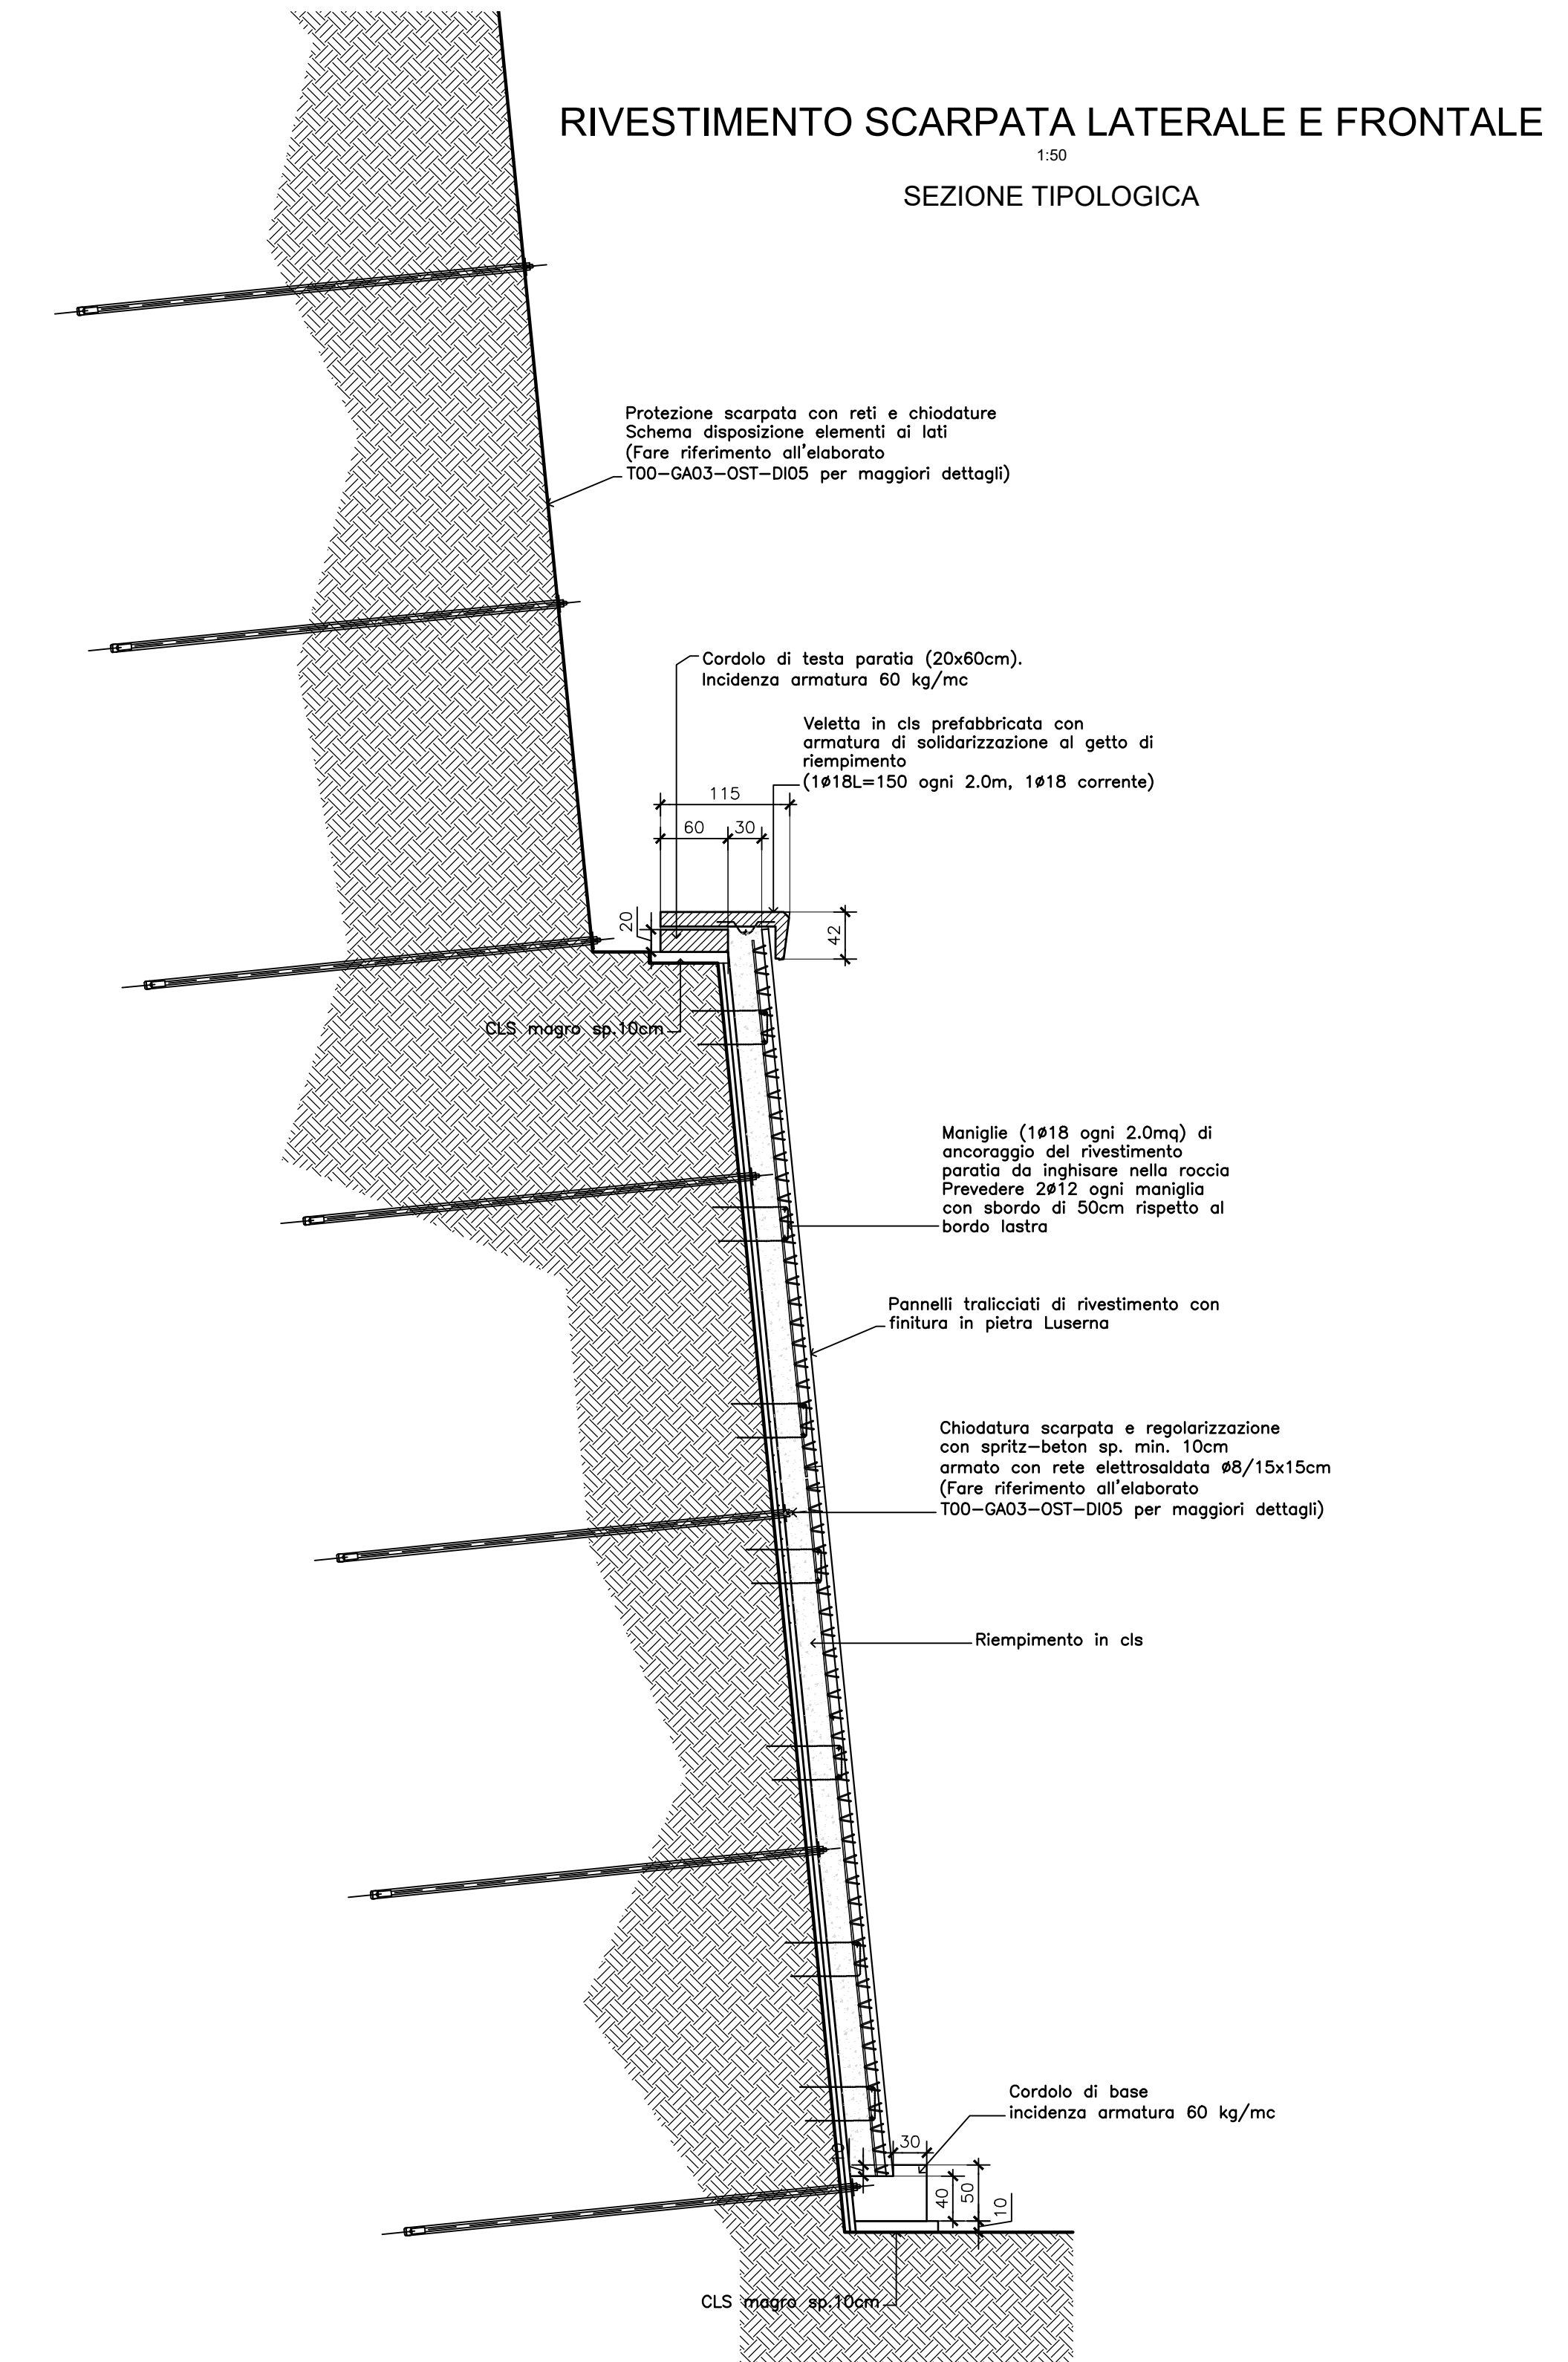 RIVESTIMENTO SCARPATA LATERALE E FRONTALE
1:50
SEZIONE TIPOLOGICA
Protezione scarpata con reti e chiodature
Schema disposizione elementi ai lati
(Fare riferimento all'elaborato
T00-GA03-OST-DI05 per maggiori dettagli)
Cordolo di testa paratia (20x60cm).
Incidenza armatura 60 kg/mc
Veletta in cls prefabbricata con
armatura di solidarizzazione al getto di
riempimento
(1ø18L=150 ogni 2.0m, 1ø18 corrente)
115
60
30
20
42
CLS magro sp.10cm
Maniglie (1ø18 ogni 2.0mq) di
ancoraggio del rivestimento
paratia da inghisare nella roccia
Prevedere 2ø12 ogni maniglia
con sbordo di 50cm rispetto al
bordo lastra
Pannelli tralicciati di rivestimento con
finitura in pietra Luserna
Chiodatura scarpata e regolarizzazione
con spritz-beton sp. min. 10cm
armato con rete elettrosaldata ø8/15x15cm
(Fare riferimento all'elaborato
T00-GA03-OST-DI05 per maggiori dettagli)
Riempimento in cls
Cordolo di base
incidenza armatura 60 kg/mc
10
30
40
50
10
CLS magro sp.10cm